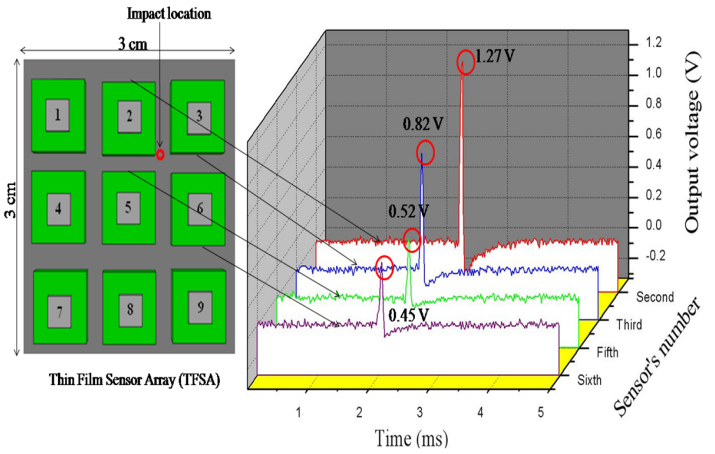 Impact location
3 cm
3 cm
1
2
3
4
5
6
7
8
9
Thin Film Sensor Array (TFSA)
1.27 V
0.82 V
0.52 V
0.45 V
1.2
1.0
0.8
0.6
0.4
0.2
0.0
-0.2
Output voltage (V)
Second
Third
Fifth
Sixth
Sensor's number
1
2
3
4
5
Time (ms)